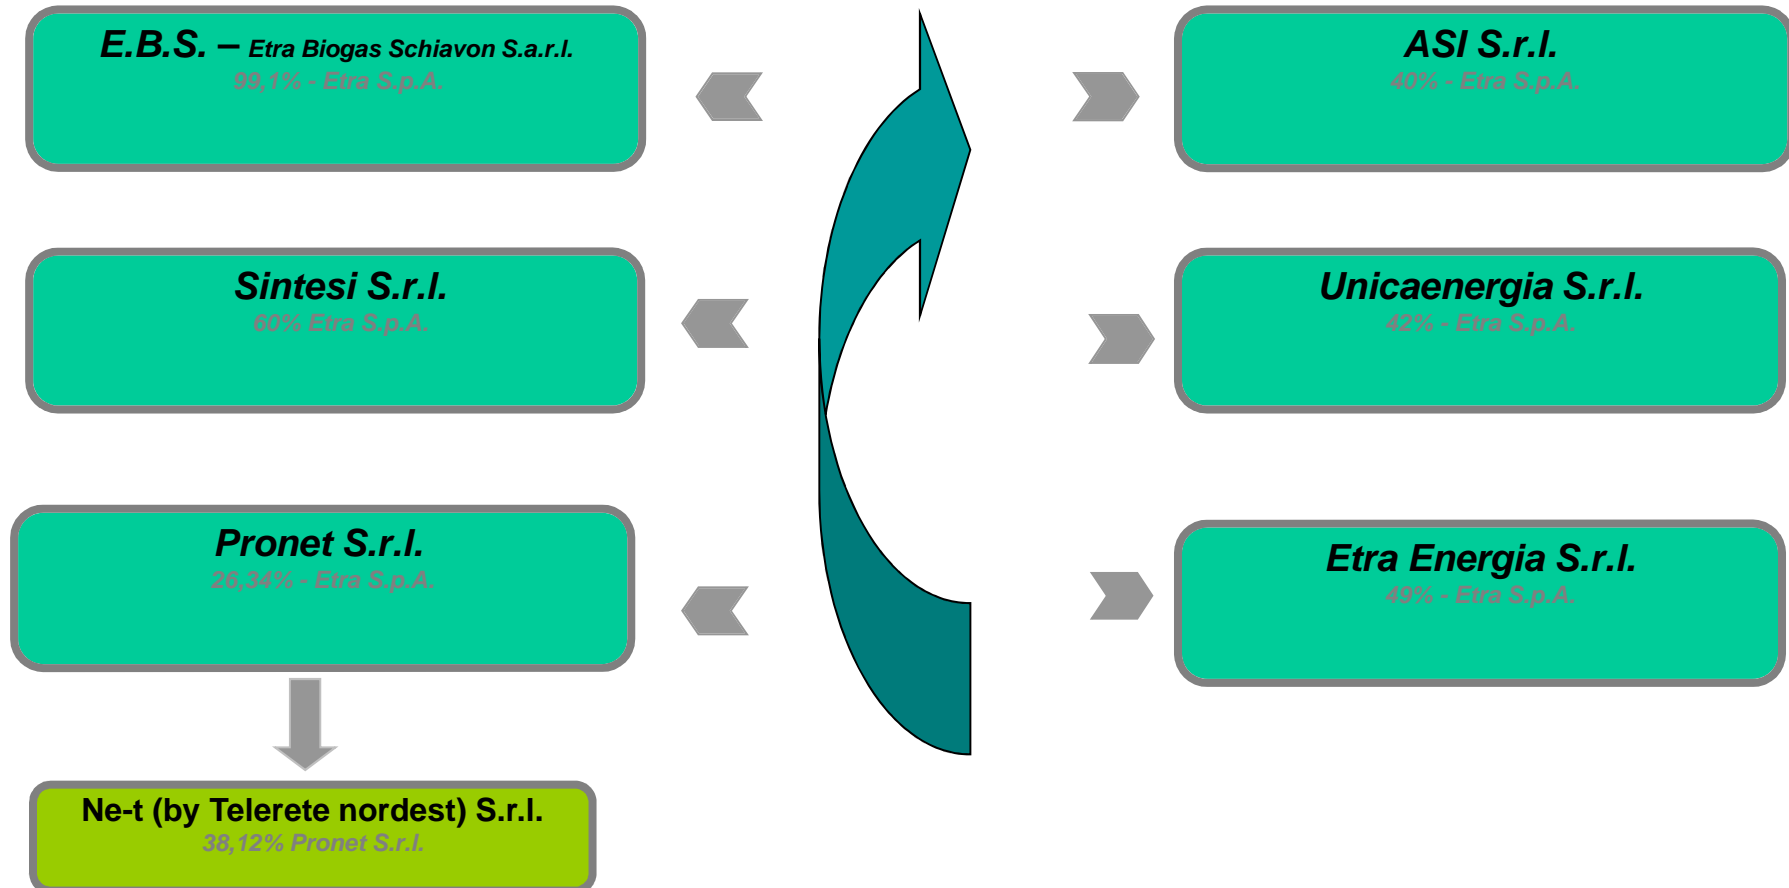 E.B.S. – Etra Biogas Schiavon S.a.r.l.
99,1% - Etra S.p.A.
ASI S.r.l.
40% - Etra S.p.A.
Sintesi S.r.l.
60% Etra S.p.A.
Unicaenergia S.r.l.
42% - Etra S.p.A.
Pronet S.r.l.
26,34% - Etra S.p.A.
Etra Energia S.r.l.
49% - Etra S.p.A.
Ne-t (by Telerete nordest) S.r.l.
38,12% Pronet S.r.l.